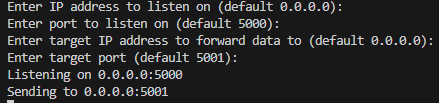 Enter IP address to listen on (default 0.0.0.0):
Enter port to listen on (default 5000):
Enter target IP address to forward data to (default 0.0.0.0):
Enter target port (default 5001):
Listening on 0.0.0.0:5000
Sending to 0.0.0.0:5001